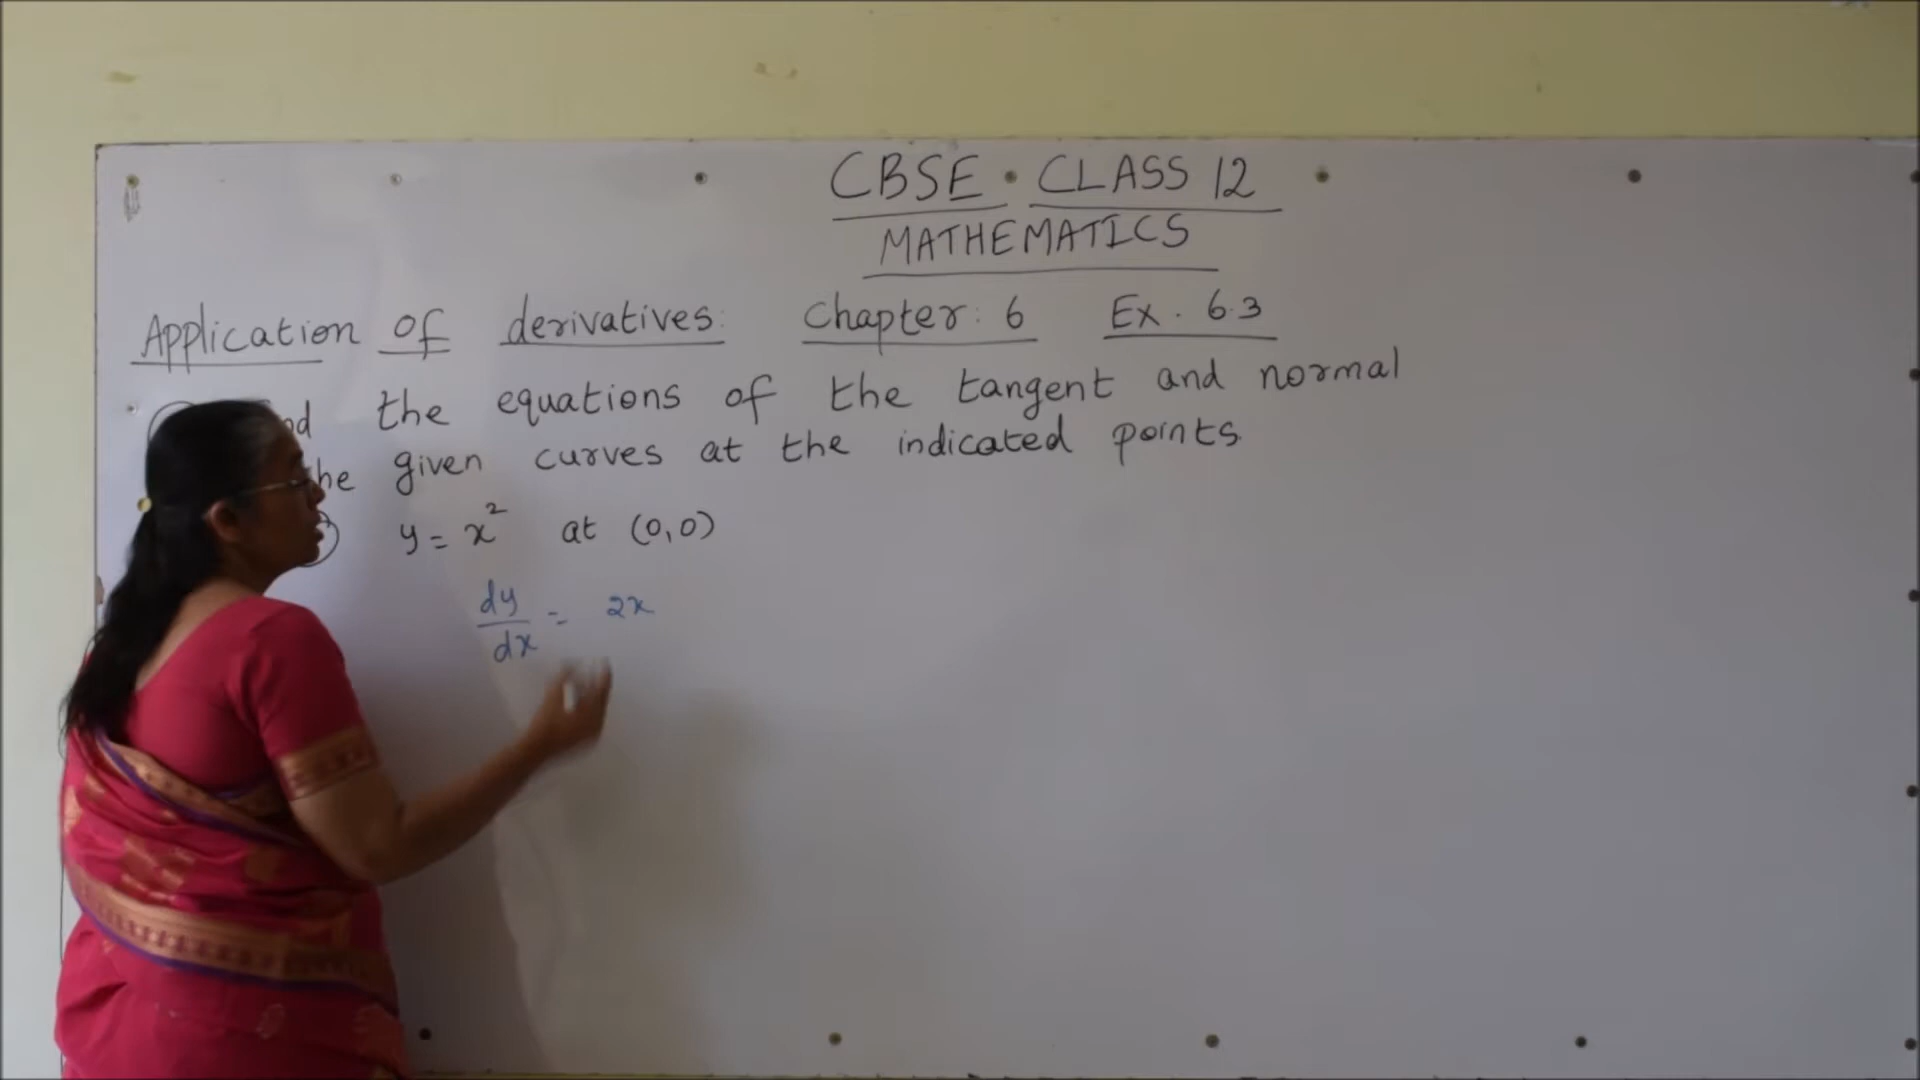 CBSE CLASS 12
MATHEMATICS
Application of derivatives: Chapter: 6 Ex. 6.3
the equations of the tangent and normal
given curves at the indicated points.
y = x² at (0,0)
dy/dx = 2x